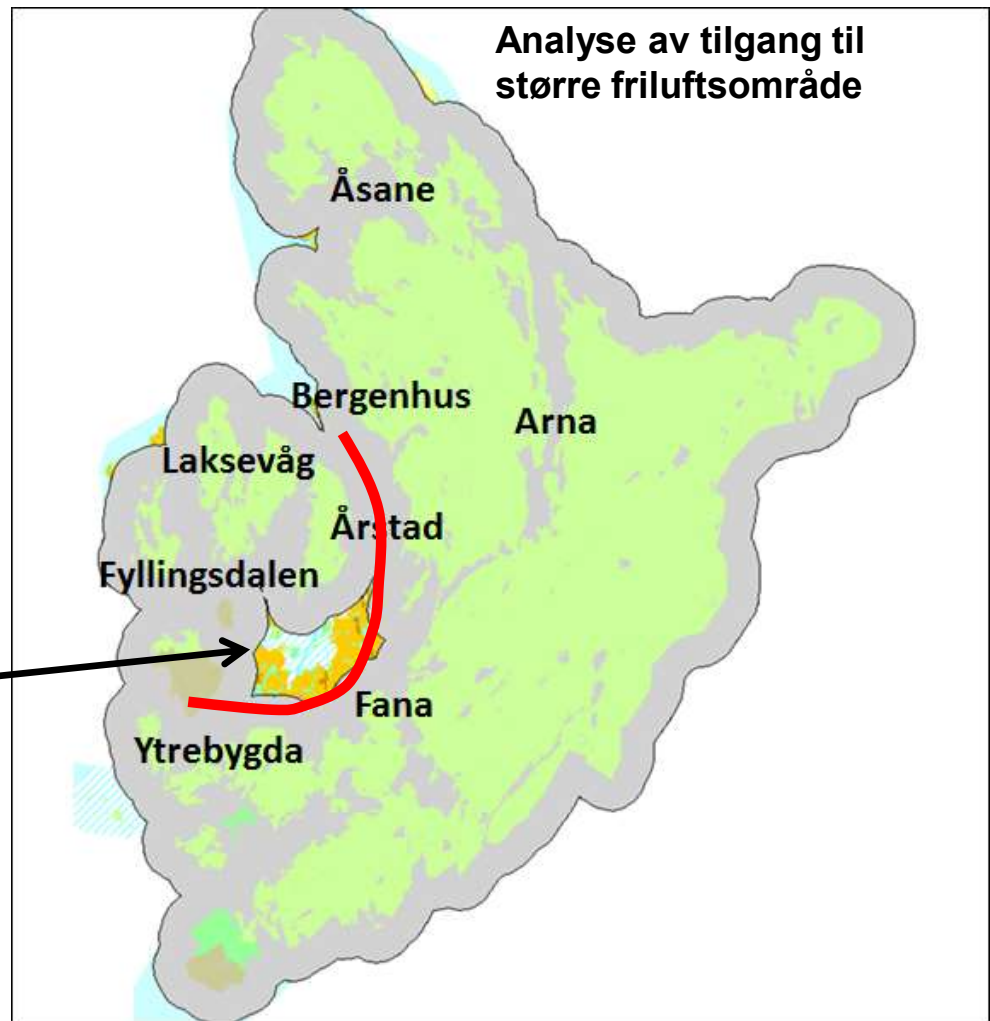 Analyse av tilgang til
større friluftsområde
Åsane
Bergenhus
Arna
Laksevåg
Årstad
Fyllingsdalen
Fana
Ytrebygda